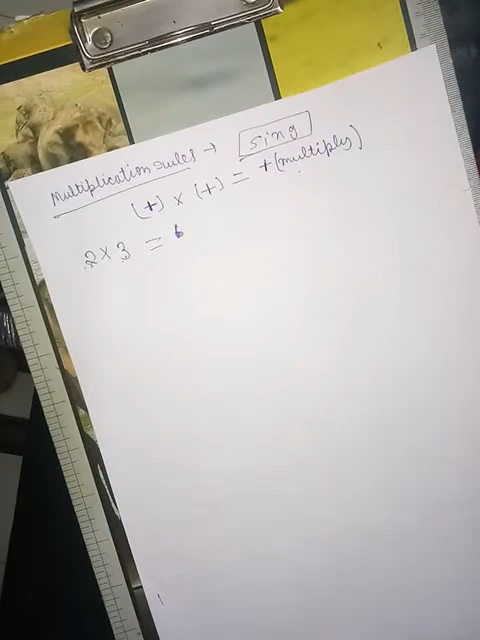 Multiplication rules → sing
(+) × (+) = + (multiply)
2 × 3 = 6